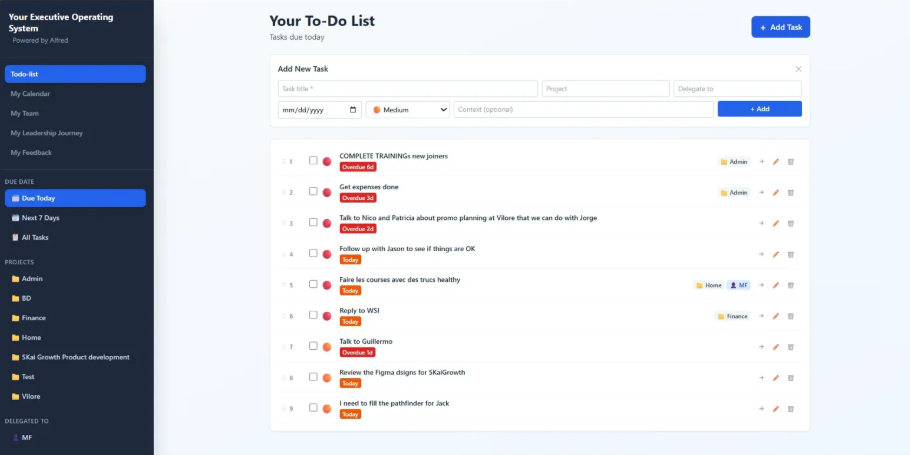 Your Executive Operating
System
Powered by Alfred
Todo-list
My Calendar
My Team
My Leadership Journey
My Feedback
DUE DATE
Due Today
Next 7 Days
All Tasks
PROJECTS
Admin
BD
Finance
Home
SKai Growth Product development
Test
Vilore
DELEGATED TO
MF
Your To-Do List
Tasks due today
+ Add Task
Add New Task
Task title *
Project
Delegate to
mm/dd/yyyy
Medium
Context (optional)
+ Add
1 COMPLETE TRAININGs new joiners Admin
Overdue 6d
2 Get expenses done Admin
Overdue 3d
3 Talk to Nico and Patricia about promo planning at Vilore that we can do with Jorge
Overdue 2d
4 Follow up with Jason to see if things are OK
Today
5 Faire les courses avec des trucs healthy Home MF
Today
6 Reply to WSI Finance
Today
7 Talk to Guillermo
Overdue 1d
8 Review the Figma dsigns for SKaiGrowth
Today
9 I need to fill the pathfinder for Jack
Today